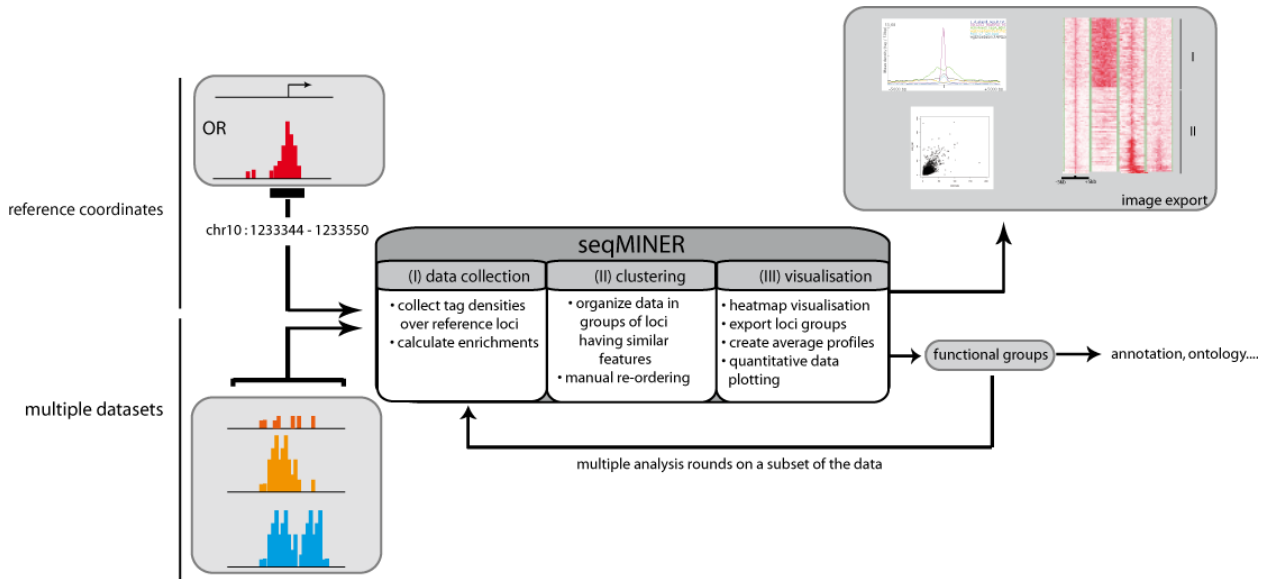 OR
reference coordinates
chr10 : 1233344 - 1233550
multiple datasets
seqMINER
(I) data collection
• collect tag densities
over reference loci
• calculate enrichments
(II) clustering
• organize data in
groups of loci
having similar
features
• manual re-ordering
(III) visualisation
• heatmap visualisation
• export loci groups
• create average profiles
• quantitative data
plotting
I
II
image export
functional groups
annotation, ontology....
multiple analysis rounds on a subset of the data